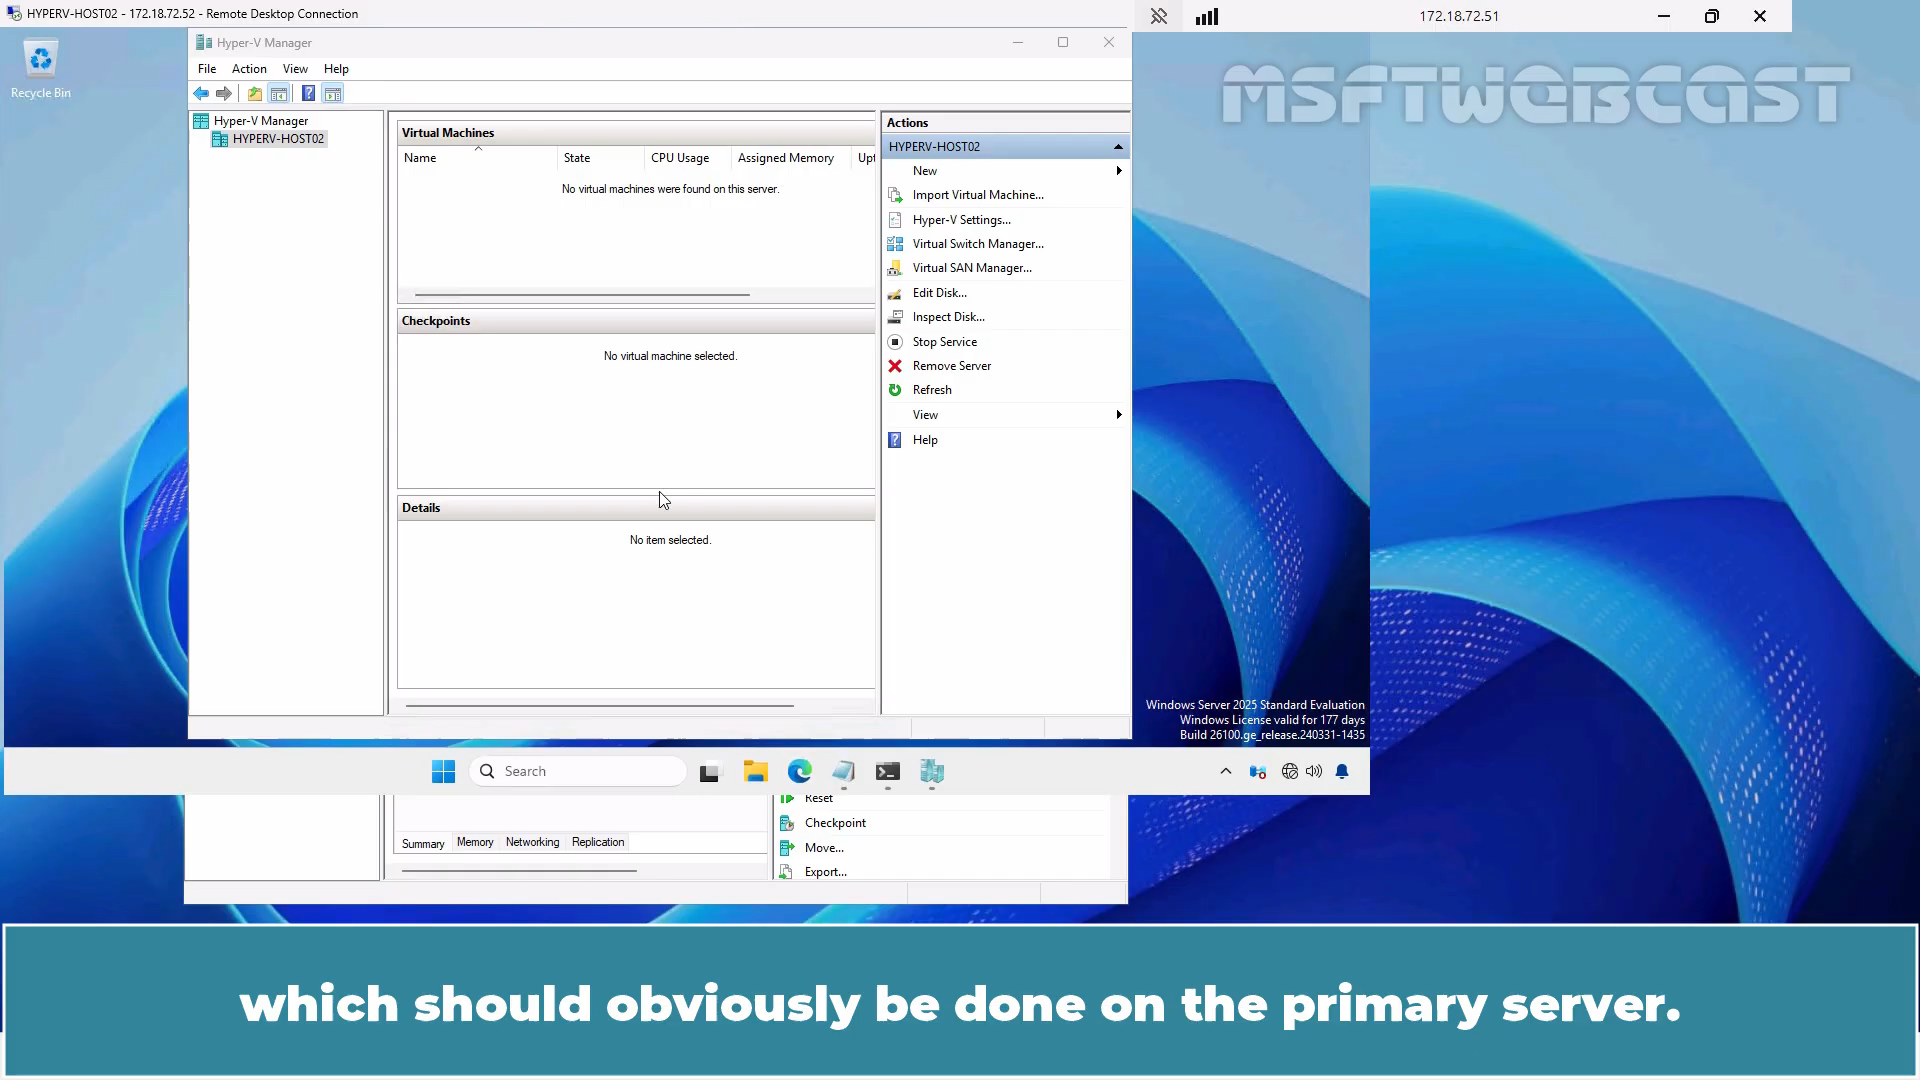 HYPERV-HOST02 - 172.18.72.52 - Remote Desktop Connection
172.18.72.51
Recycle Bin
Hyper-V Manager
File Action View Help
Hyper-V Manager
HYPERV-HOST02
Virtual Machines
Name State CPU Usage Assigned Memory Upt
No virtual machines were found on this server.
Checkpoints
No virtual machine selected.
Details
No item selected.
Actions
HYPERV-HOST02
New
Import Virtual Machine...
Hyper-V Settings...
Virtual Switch Manager...
Virtual SAN Manager...
Edit Disk...
Inspect Disk...
Stop Service
Remove Server
Refresh
View
Help
MSFTWEBCAST
Windows Server 2025 Standard Evaluation
Windows License valid for 177 days
Build 26100.ge_release.240331-1435
Search
Summary Memory Networking Replication
Reset
Checkpoint
Move...
Export...
which should obviously be done on the primary server.